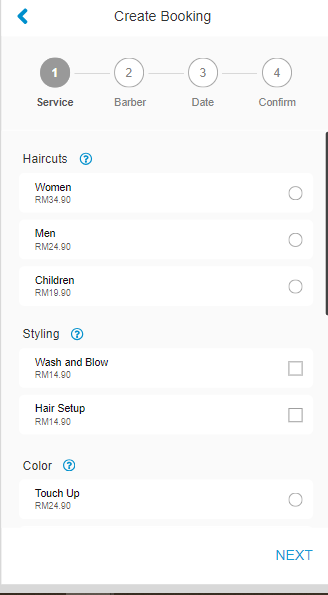 Create Booking
1 2 3 4
Service Barber Date Confirm
Haircuts ?
Women
RM34.90
Men
RM24.90
Children
RM19.90
Styling ?
Wash and Blow
RM14.90
Hair Setup
RM14.90
Color ?
Touch Up
RM24.90
NEXT